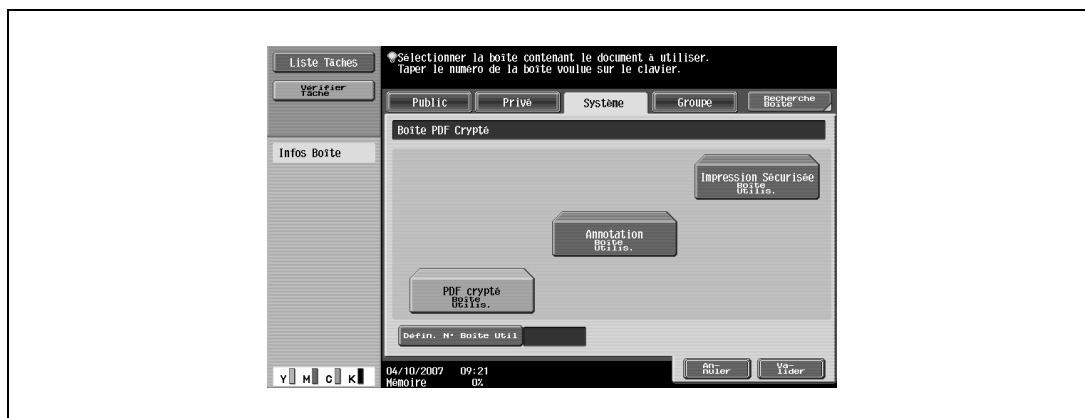 Liste Tâches
Vérifier
Tâche
Infos Boîte
Sélectionner la boîte contenant le document à utiliser.
Taper le numéro de la boîte voulue sur le clavier.
Public
Privé
Système
Groupe
Recherche
Boîte
Boîte PDF Crypté
Impression Sécurisée
Boîte
Utilis.
Annotation
Boîte
Utilis.
PDF crypté
Boîte
Utilis.
Défin. N° Boîte Util
Y M C K
04/10/2007 09:21
Mémoire 0%
An-
nuler
Va-
lider